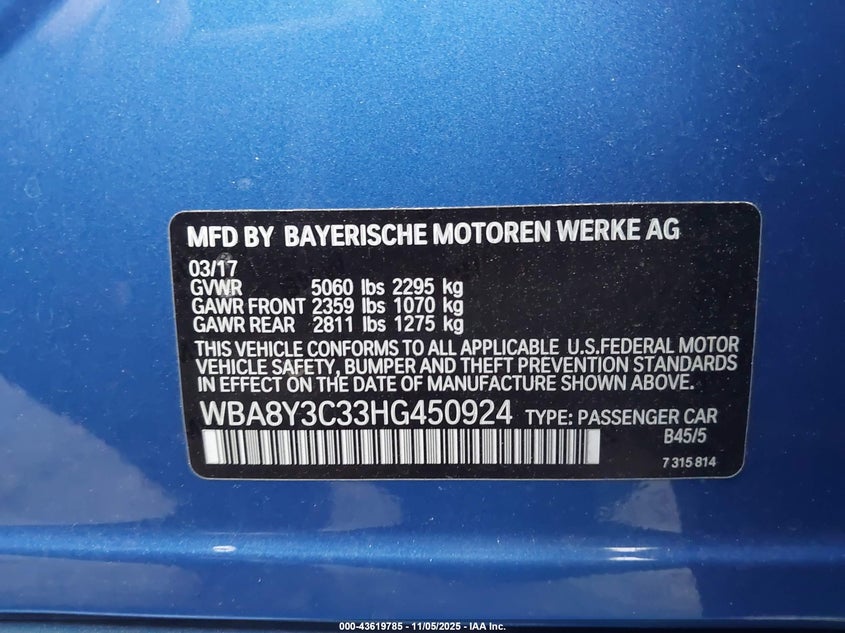 MFD BY BAYERISCHE MOTOREN WERKE AG
03/17
GVWR 5060 lbs 2295 kg
GAWR FRONT 2359 lbs 1070 kg
GAWR REAR 2811 lbs 1275 kg
THIS VEHICLE CONFORMS TO ALL APPLICABLE U.S.FEDERAL MOTOR
VEHICLE SAFETY, BUMPER AND THEFT PREVENTION STANDARDS
IN EFFECT ON THE DATE OF MANUFACTURE SHOWN ABOVE.
WBA8Y3C33HG450924 TYPE: PASSENGER CAR
B45/5
7 315 814
000-43619785 - 11/05/2025 - IAA Inc.